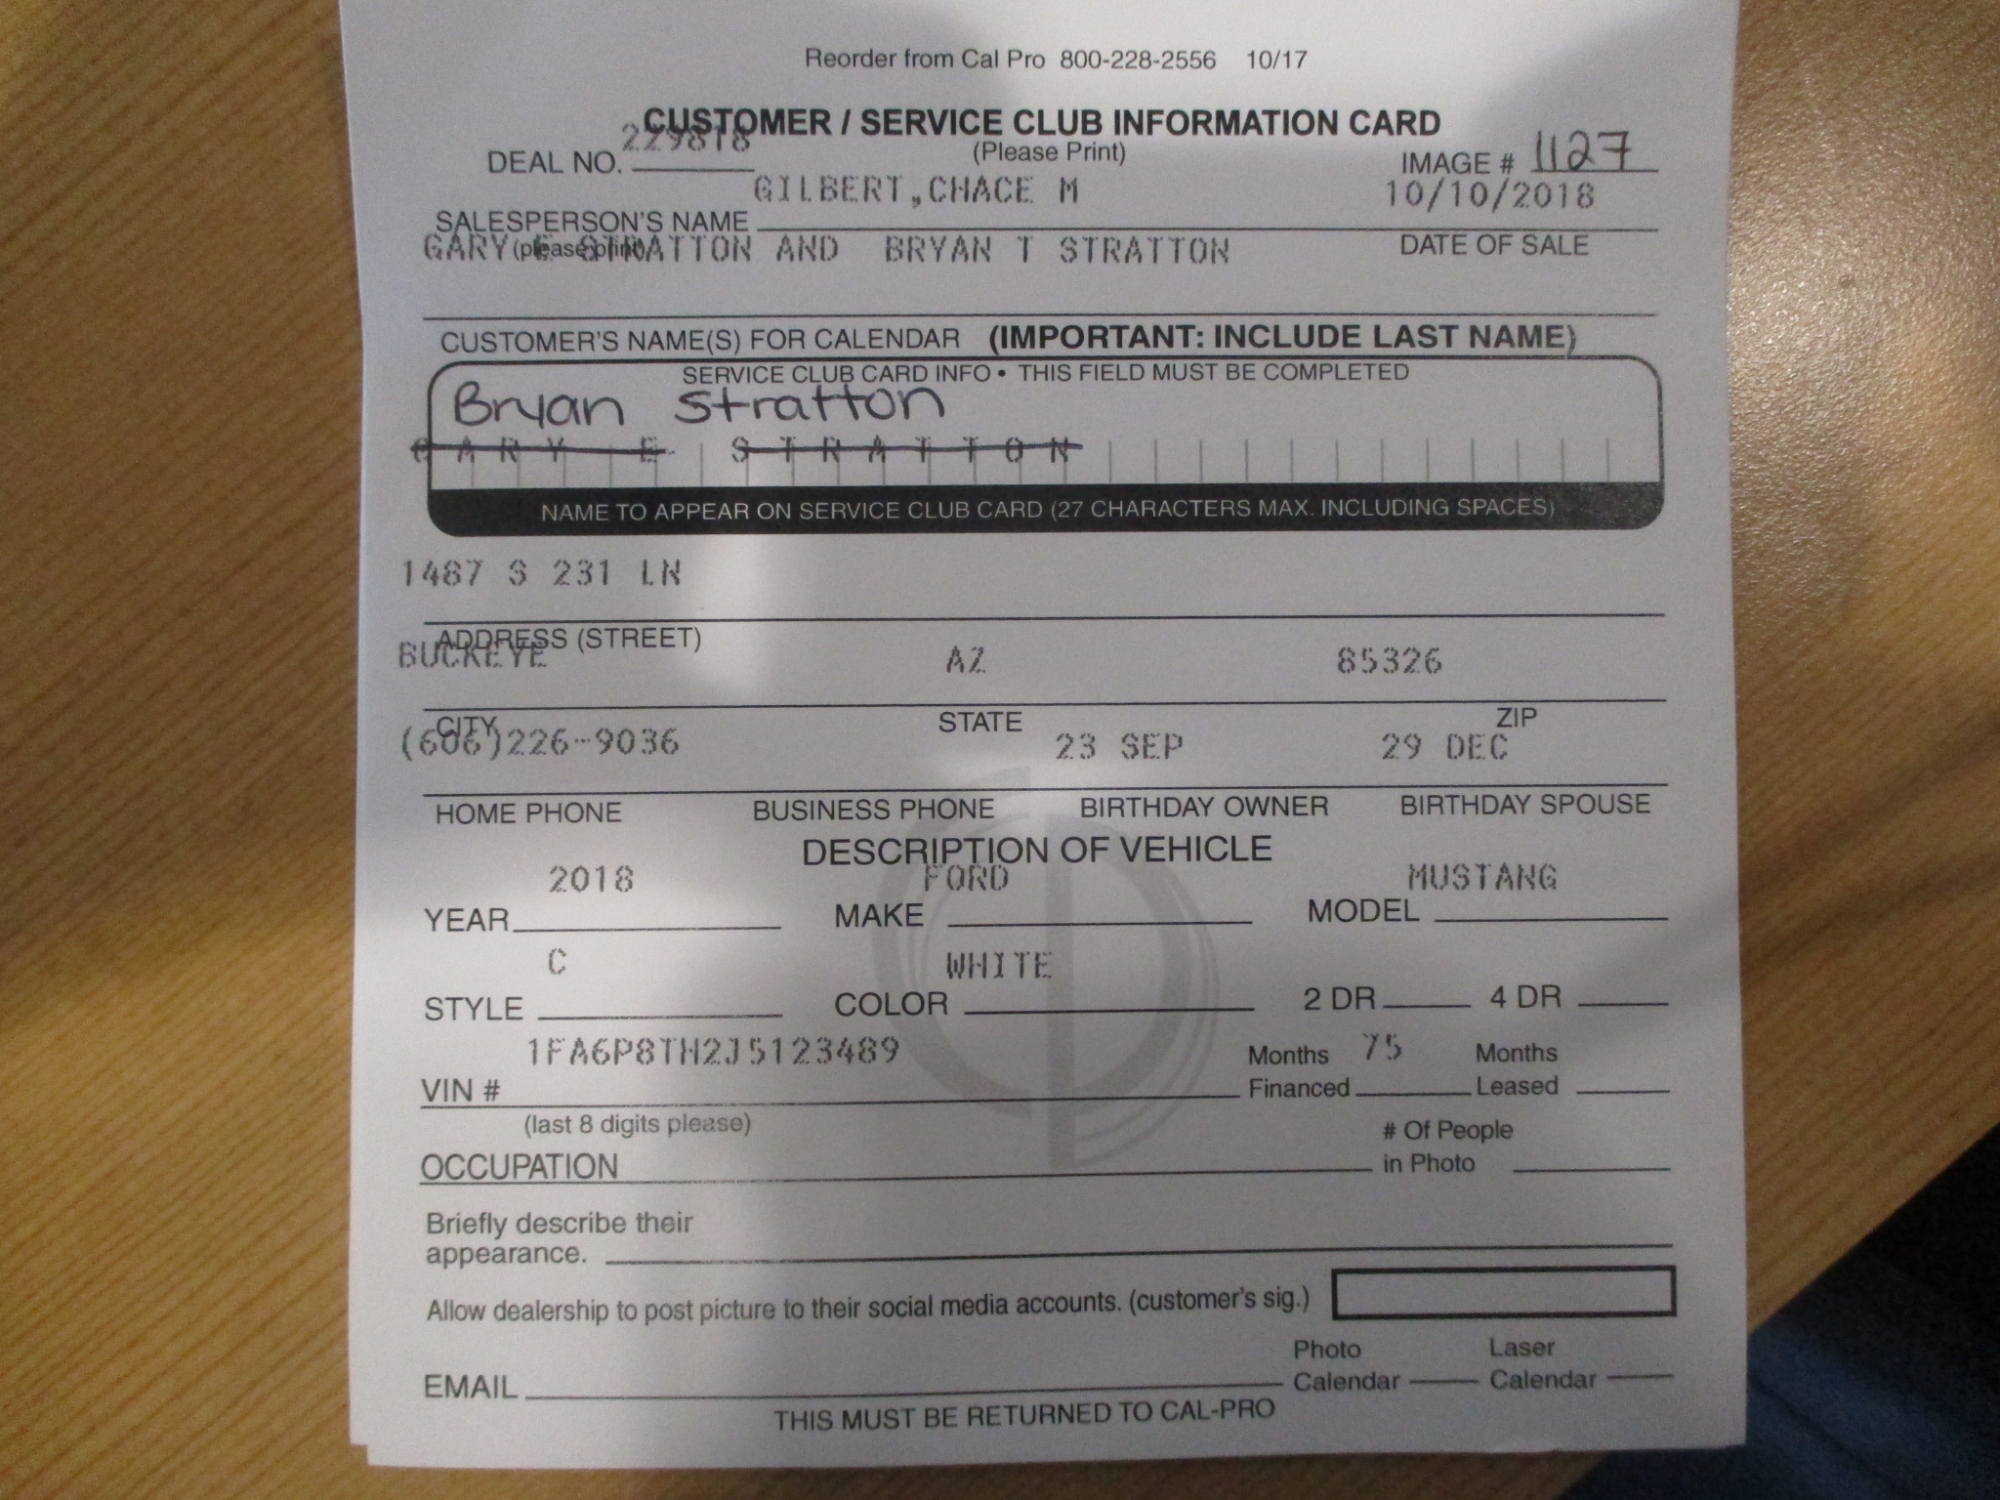 Reorder from Cal Pro 800-228-2556 10/17
CUSTOMER / SERVICE CLUB INFORMATION CARD
229818
DEAL NO. (Please Print) IMAGE # 1127
GILBERT,CHACE M 10/10/2018
SALESPERSON'S NAME
(please print) DATE OF SALE
GARY E STRATTON AND BRYAN T STRATTON
CUSTOMER'S NAME(S) FOR CALENDAR (IMPORTANT: INCLUDE LAST NAME)
SERVICE CLUB CARD INFO • THIS FIELD MUST BE COMPLETED
Bryan Stratton
GARY E STRATTON
NAME TO APPEAR ON SERVICE CLUB CARD (27 CHARACTERS MAX. INCLUDING SPACES)
1487 S 231 LN
ADDRESS (STREET)
BUCKEYE AZ 85326
CITY STATE ZIP
(606)226-9036 23 SEP 29 DEC
HOME PHONE BUSINESS PHONE BIRTHDAY OWNER BIRTHDAY SPOUSE
DESCRIPTION OF VEHICLE
2018 FORD MUSTANG
YEAR MAKE MODEL
C WHITE
STYLE COLOR 2 DR 4 DR
1FA6P8TH2J5123489 Months 75 Months
VIN # Financed Leased
(last 8 digits please) # Of People
OCCUPATION in Photo
Briefly describe their
appearance.
Allow dealership to post picture to their social media accounts. (customer's sig.)
Photo Laser
EMAIL Calendar Calendar
THIS MUST BE RETURNED TO CAL-PRO